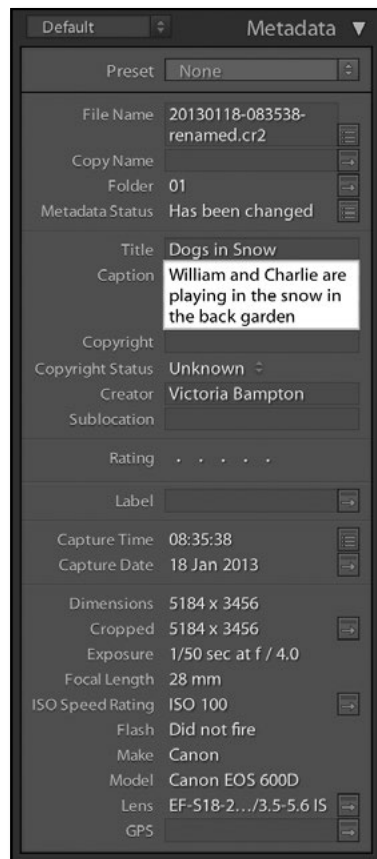 Default Metadata
Preset None
File Name 20130118-083538-
renamed.cr2
Copy Name
Folder 01
Metadata Status Has been changed
Title Dogs in Snow
Caption William and Charlie are
playing in the snow in
the back garden
Copyright
Copyright Status Unknown
Creator Victoria Bampton
Sublocation
Rating . . . . .
Label
Capture Time 08:35:38
Capture Date 18 Jan 2013
Dimensions 5184 x 3456
Cropped 5184 x 3456
Exposure 1/50 sec at f / 4.0
Focal Length 28 mm
ISO Speed Rating ISO 100
Flash Did not fire
Make Canon
Model Canon EOS 600D
Lens EF-S18-2…/3.5-5.6 IS
GPS